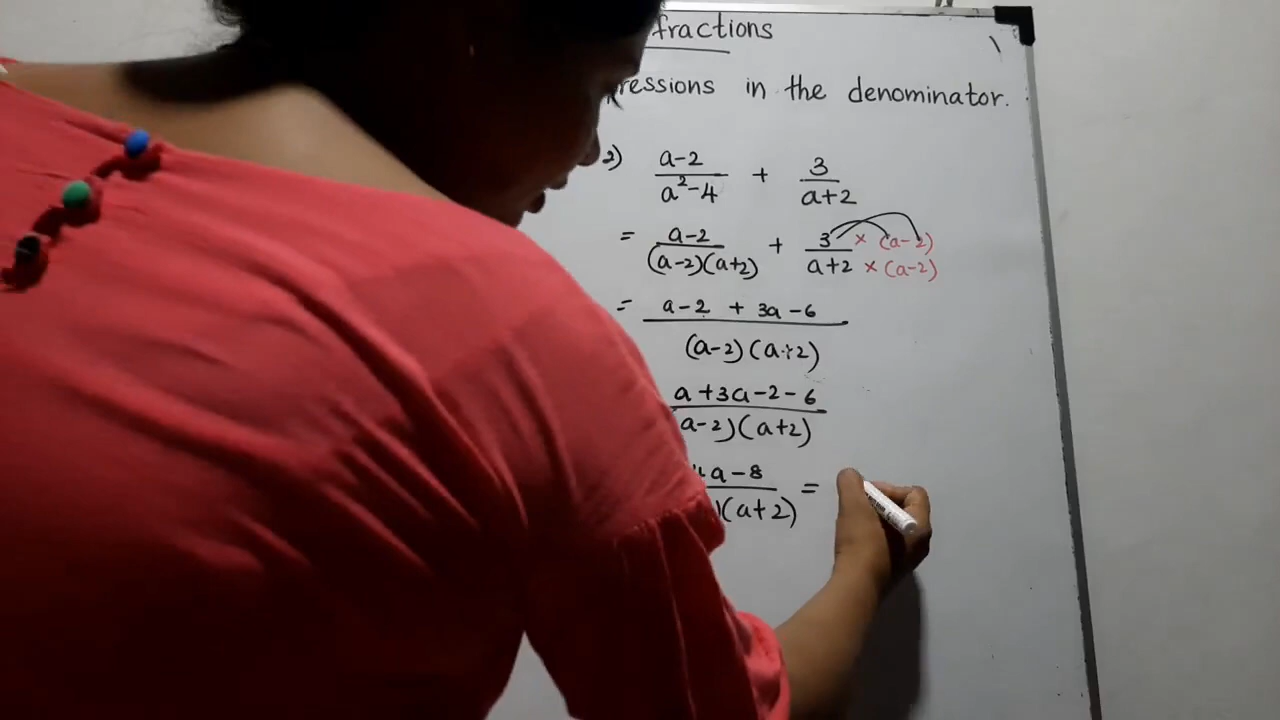 fractions
in the denominator.
2) a-2/a²-4 + 3/a+2
= a-2/(a-2)(a+2) + 3 × (a-2)/a+2 × (a-2)
= a-2 + 3a-6/(a-2)(a+2)
a+3a-2-6/(a-2)(a+2)
4a-8/)(a+2) =